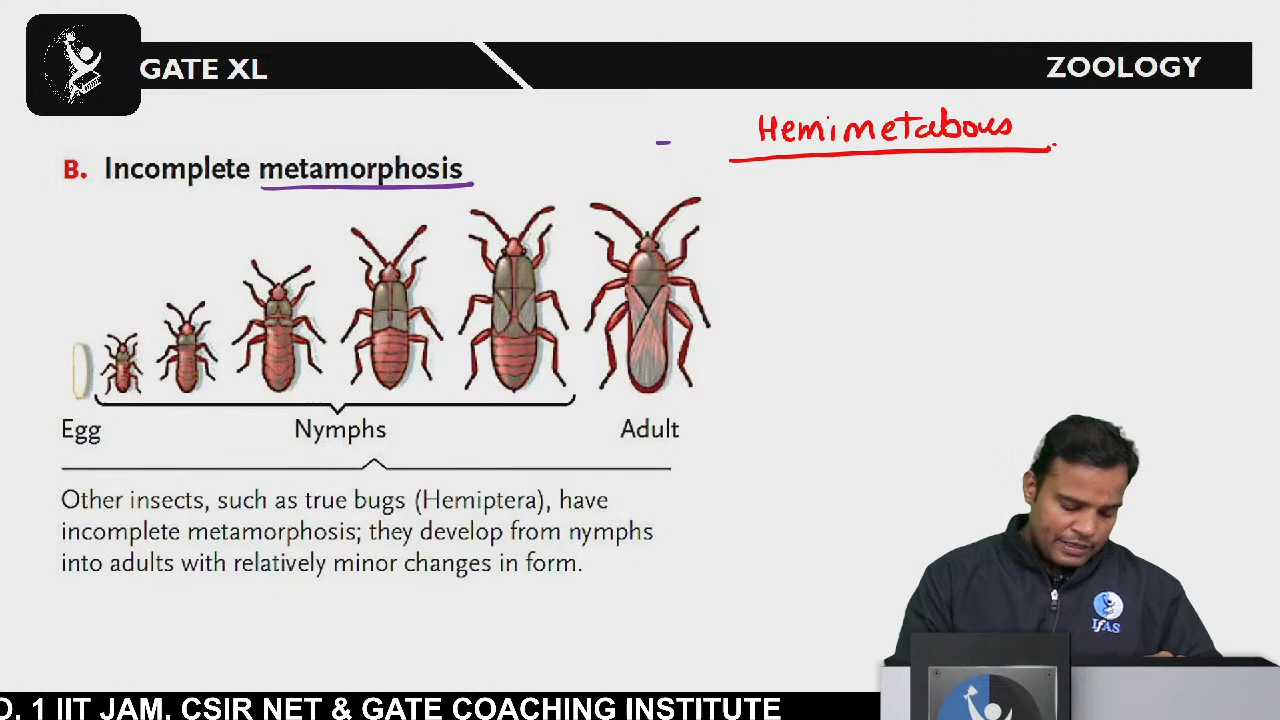 GATE XL
ZOOLOGY
Hemimetabous
B. Incomplete metamorphosis
Egg
Nymphs
Adult
Other insects, such as true bugs (Hemiptera), have
incomplete metamorphosis; they develop from nymphs
into adults with relatively minor changes in form.
IFAS
O. 1 IIT JAM, CSIR NET & GATE COACHING INSTITUTE